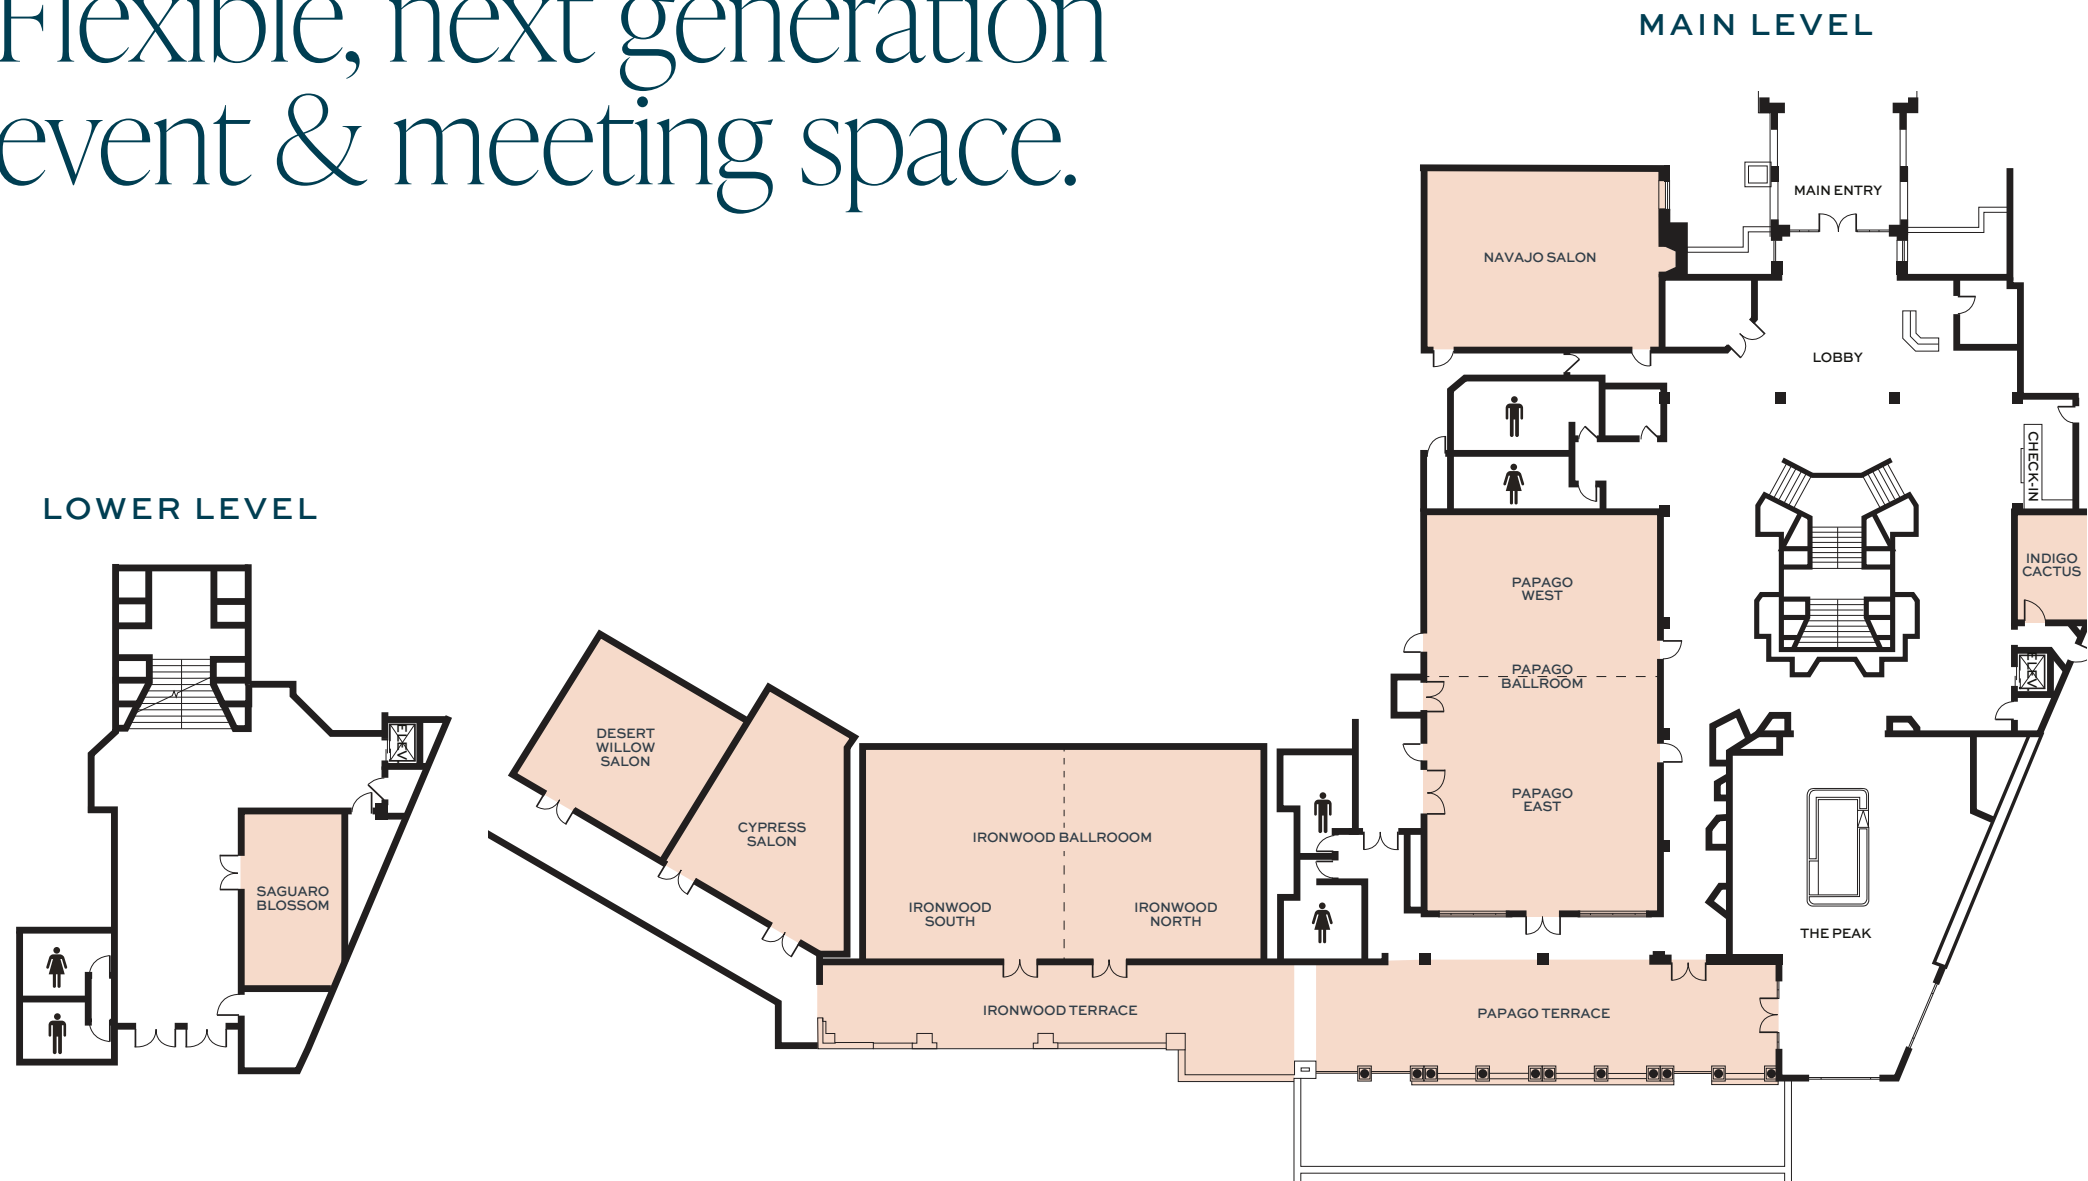 Flexible, next generation
event & meeting space.
MAIN LEVEL
MAIN ENTRY
NAVAJO SALON
LOBBY
CHECK-IN
INDIGO
CACTUS
ELEV
PAPAGO
WEST
PAPAGO
BALLROOM
PAPAGO
EAST
THE PEAK
PAPAGO TERRACE
DESERT
WILLOW
SALON
CYPRESS
SALON
IRONWOOD BALLROOOM
IRONWOOD
SOUTH
IRONWOOD
NORTH
IRONWOOD TERRACE
LOWER LEVEL
ELEV
SAGUARO
BLOSSOM